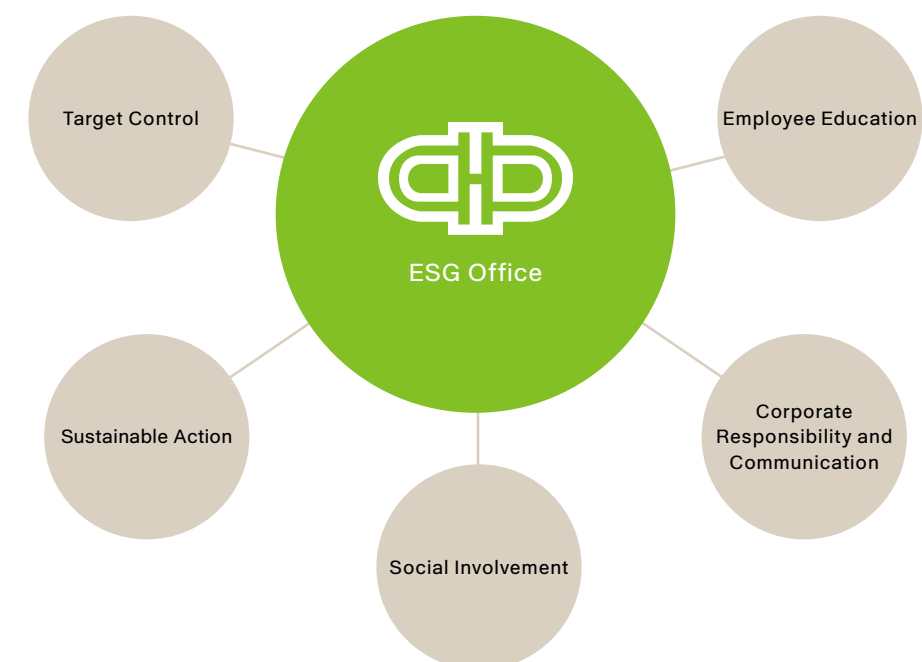 Target Control
Employee Education
ESG Office
Sustainable Action
Corporate
Responsibility and
Communication
Social Involvement